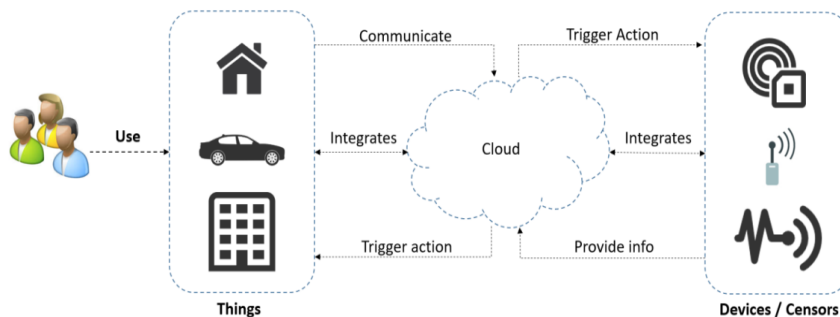 Communicate
Trigger Action
Use
Integrates
Cloud
Integrates
Trigger action
Provide info
Things
Devices / Censors